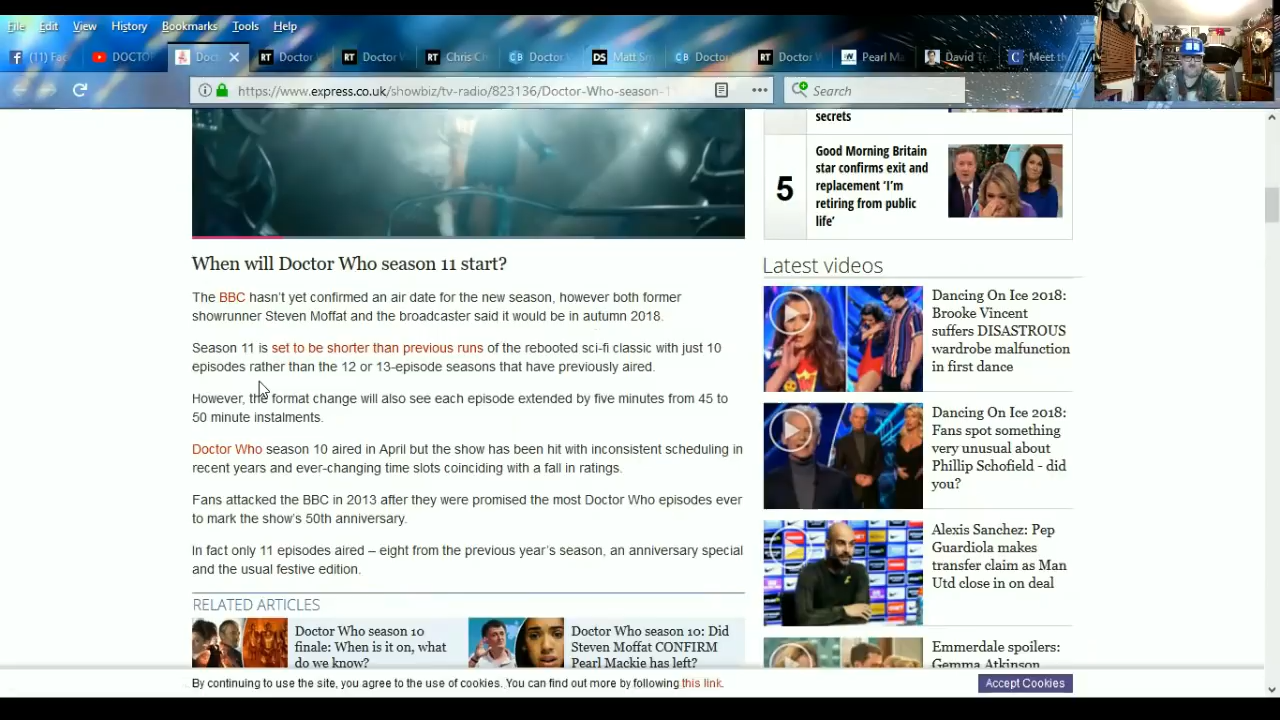 File Edit View History Bookmarks Tools Help
(11) Fac
DOCTO
Doct
RT Doctor W
RT Doctor W
RT Chris C
CB Doctor
DS Matt Sm
CB Doctor
RT Doctor W
Pearl Ma
David Te
C Meet the
https://www.express.co.uk/showbiz/tv-radio/823136/Doctor-Who-season-1
Search
When will Doctor Who season 11 start?
The BBC hasn't yet confirmed an air date for the new season, however both former
showrunner Steven Moffat and the broadcaster said it would be in autumn 2018.
Season 11 is set to be shorter than previous runs of the rebooted sci-fi classic with just 10
episodes rather than the 12 or 13-episode seasons that have previously aired.
However, the format change will also see each episode extended by five minutes from 45 to
50 minute instalments.
Doctor Who season 10 aired in April but the show has been hit with inconsistent scheduling in
recent years and ever-changing time slots coinciding with a fall in ratings.
Fans attacked the BBC in 2013 after they were promised the most Doctor Who episodes ever
to mark the show's 50th anniversary.
In fact only 11 episodes aired – eight from the previous year's season, an anniversary special
and the usual festive edition.
RELATED ARTICLES
Doctor Who season 10
finale: When is it on, what
do we know?
Doctor Who season 10: Did
Steven Moffat CONFIRM
Pearl Mackie has left?
secrets
5
Good Morning Britain
star confirms exit and
replacement 'I'm
retiring from public
life'
Latest videos
Dancing On Ice 2018:
Brooke Vincent
suffers DISASTROUS
wardrobe malfunction
in first dance
Dancing On Ice 2018:
Fans spot something
very unusual about
Phillip Schofield - did
you?
Alexis Sanchez: Pep
Guardiola makes
transfer claim as Man
Utd close in on deal
Emmerdale spoilers:
Gemma Atkinson
By continuing to use the site, you agree to the use of cookies. You can find out more by following this link.
Accept Cookies